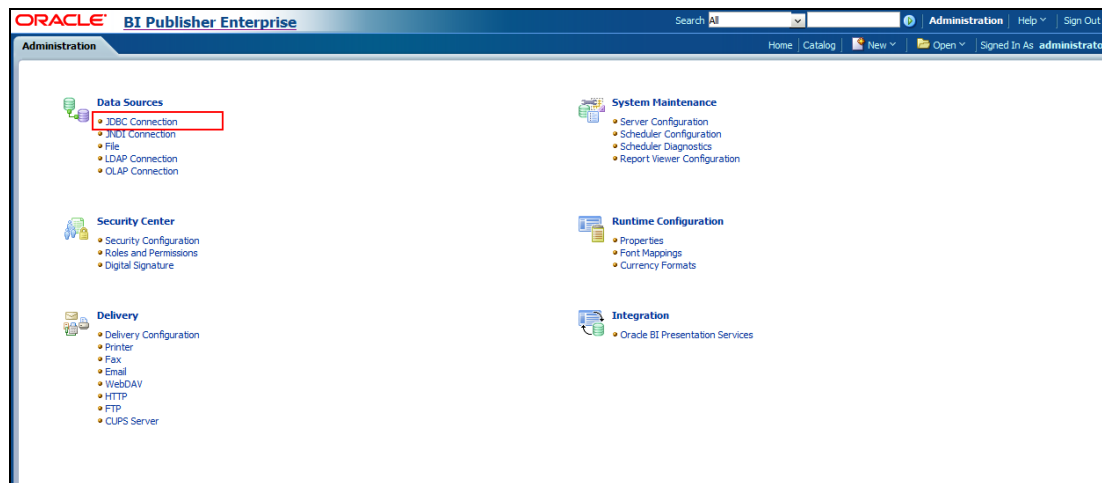 ORACLE BI Publisher Enterprise
Search All
Administration Help Sign Out
Administration
Home Catalog New Open Signed In As administrato
Data Sources
JDBC Connection
JNDI Connection
File
LDAP Connection
OLAP Connection
System Maintenance
Server Configuration
Scheduler Configuration
Scheduler Diagnostics
Report Viewer Configuration
Security Center
Security Configuration
Roles and Permissions
Digital Signature
Runtime Configuration
Properties
Font Mappings
Currency Formats
Delivery
Delivery Configuration
Printer
Fax
Email
WebDAV
HTTP
FTP
CUPS Server
Integration
Oracle BI Presentation Services